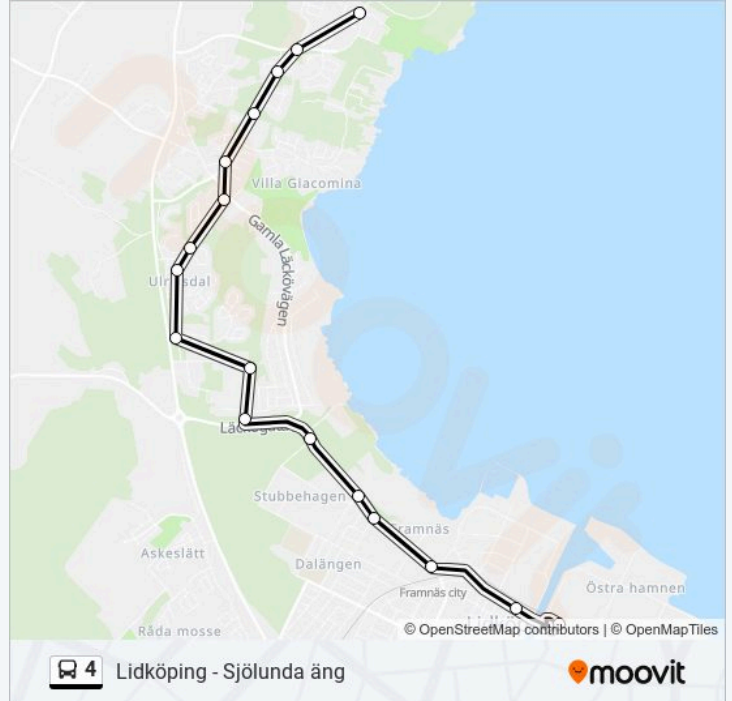 Villa Giacomina
Gamla Läckövägen
Stubbehagen
Framnäs
Askeslätt
Dalängen
Framnäs city
Östra hamnen
Råda mosse
© OpenStreetMap contributors | © OpenMapTiles
4 Lidköping - Sjölunda äng
moovit